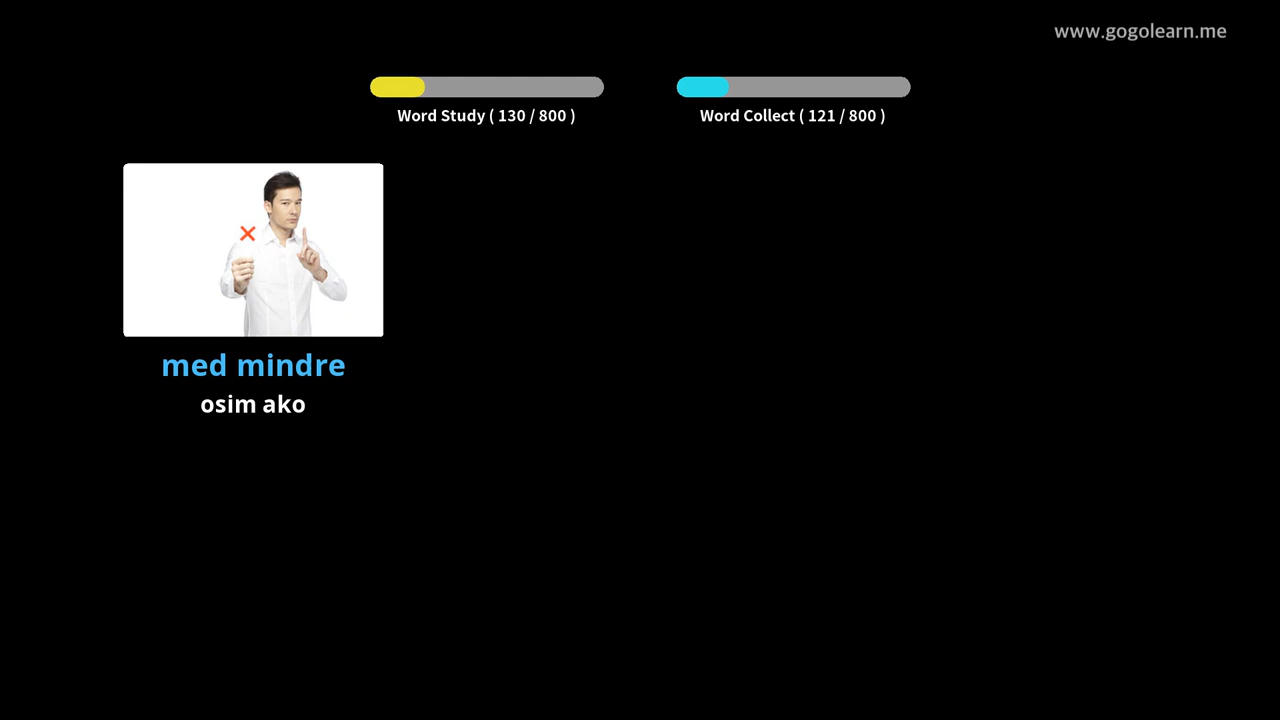 www.gogolearn.me
Word Study ( 130 / 800 )
Word Collect ( 121 / 800 )
med mindre
osim ako